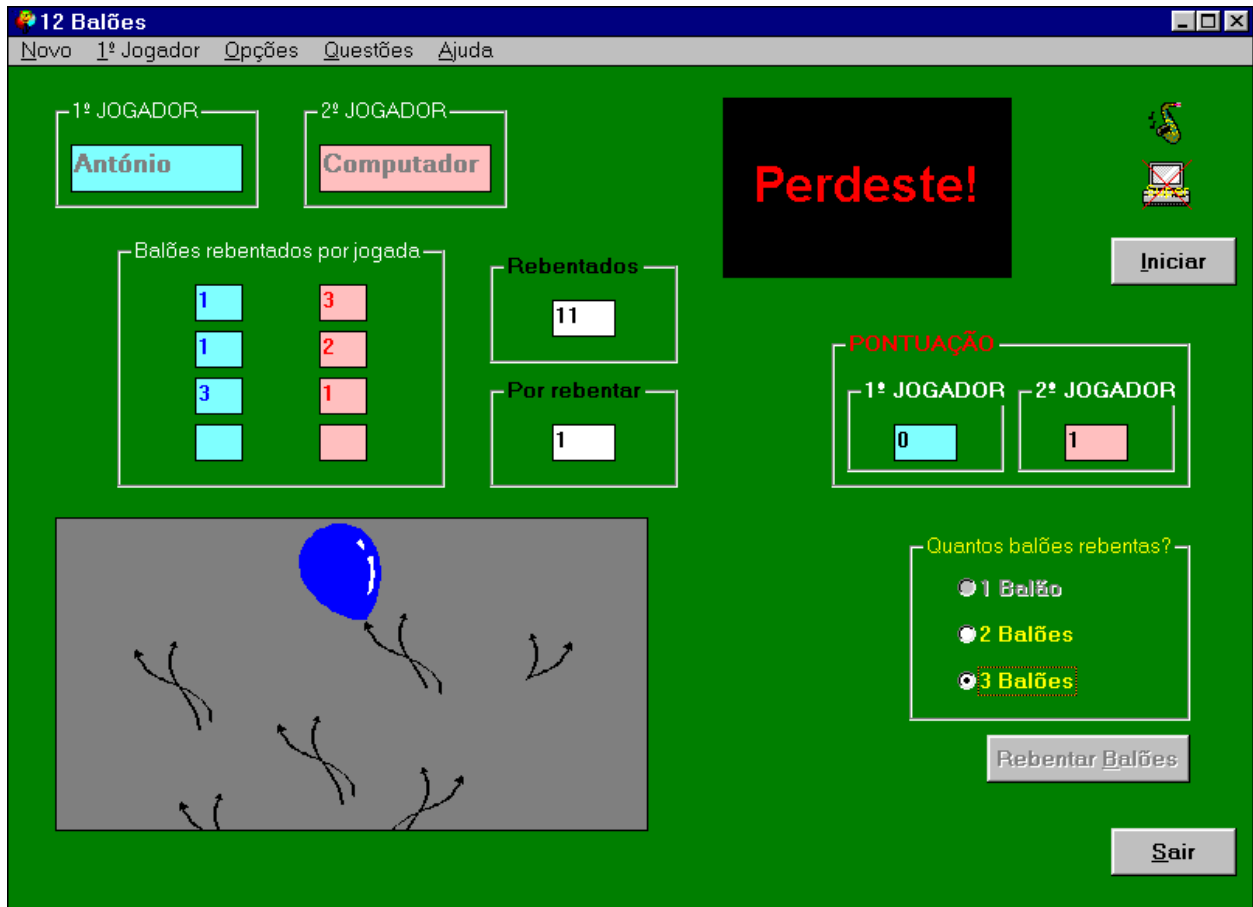 12 Balões
Novo 1º Jogador Opções Questões Ajuda
1º JOGADOR
António
2º JOGADOR
Computador
Perdeste!
Iniciar
Balões rebentados por jogada
1 3
1 2
3 1
Rebentados
11
Por rebentar
1
PONTUAÇÃO
1º JOGADOR
0
2º JOGADOR
1
Quantos balões rebentas?
1 Balão
2 Balões
3 Balões
Rebentar Balões
Sair